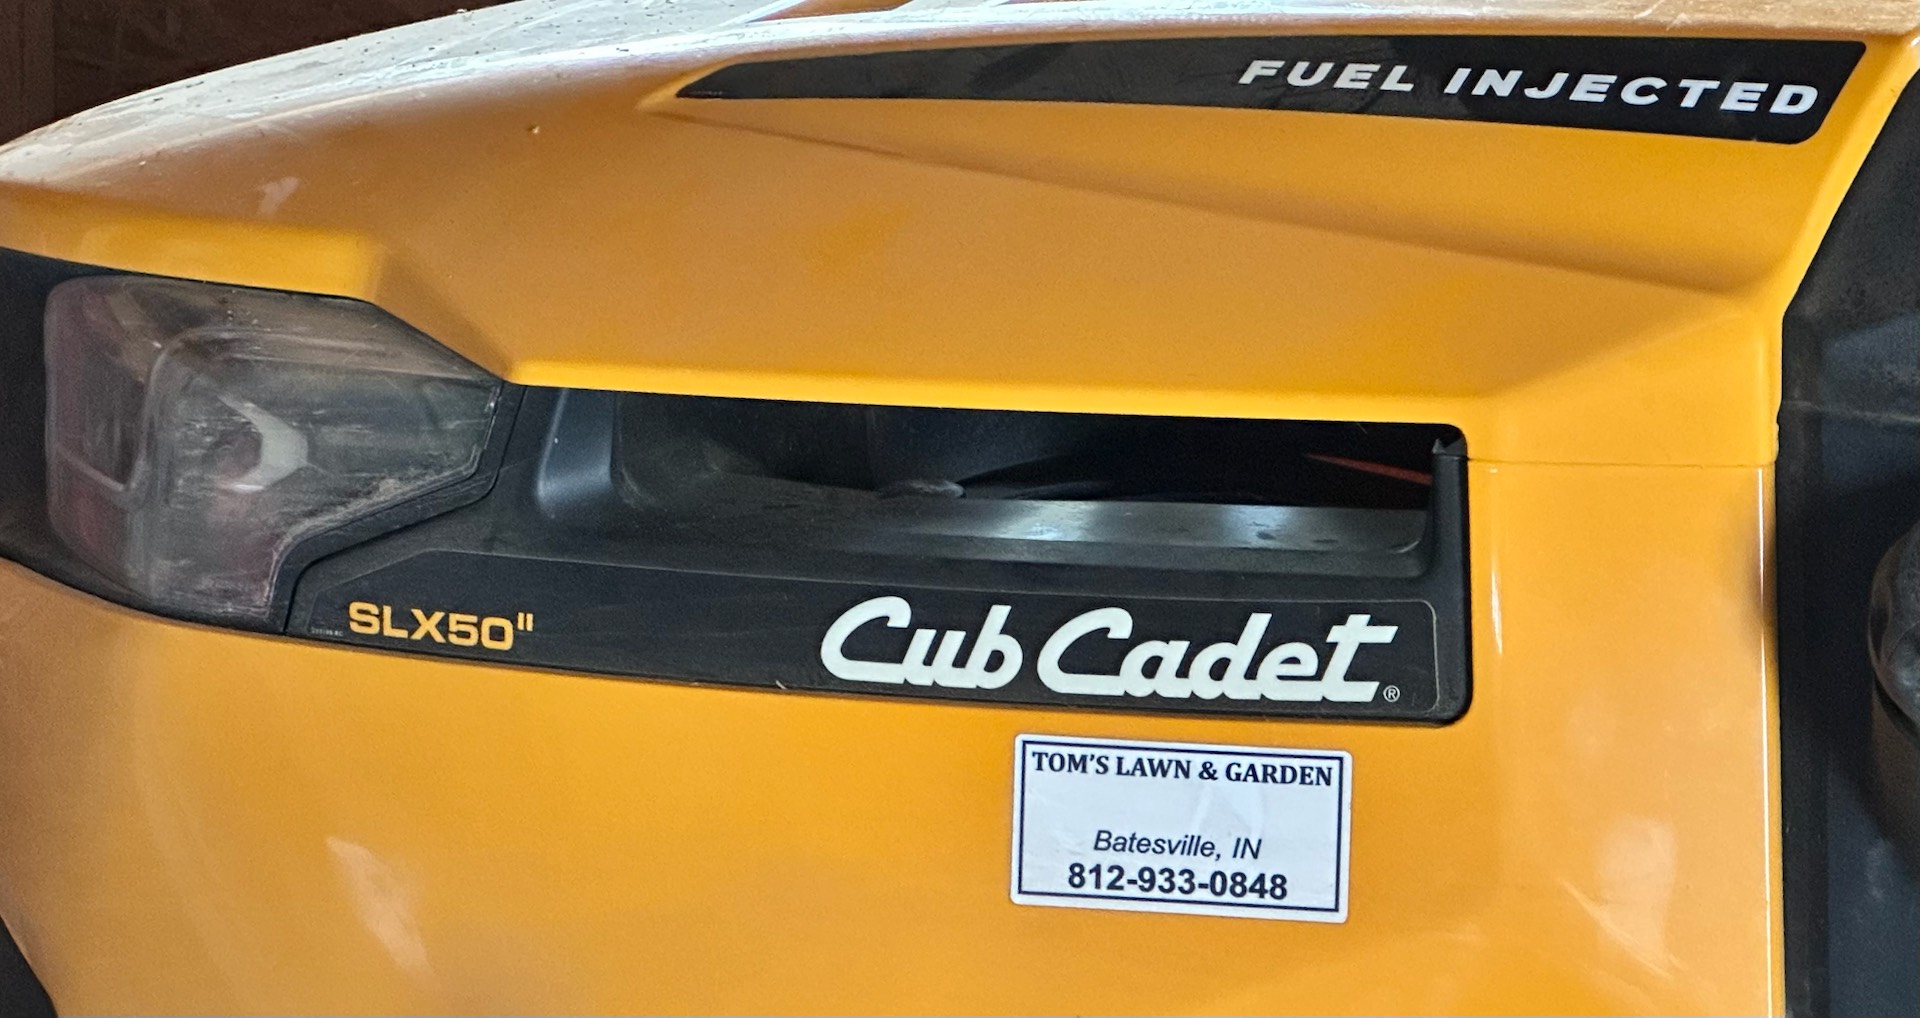 FUEL INJECTED
SLX50"
Cub Cadet®
TOM'S LAWN & GARDEN
Batesville, IN
812-933-0848